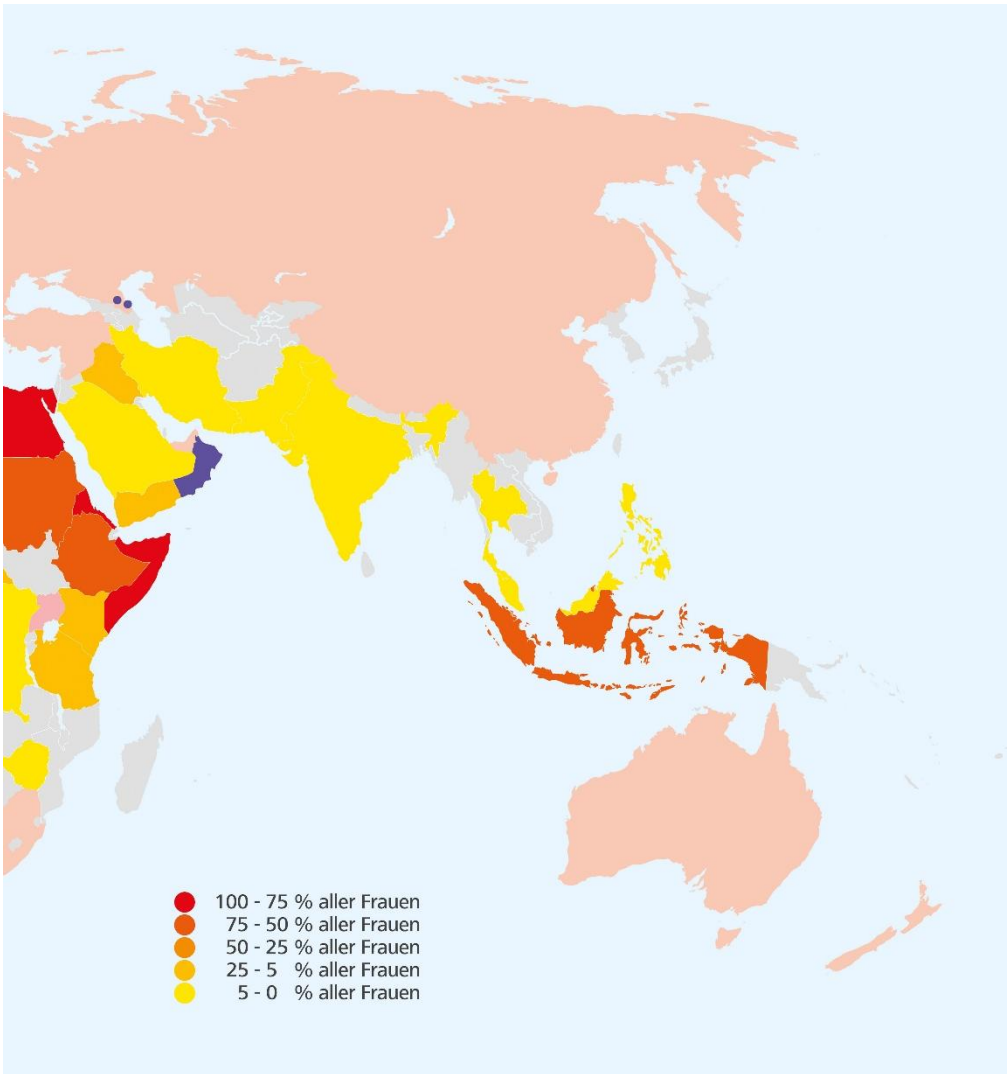 100 - 75 % aller Frauen
75 - 50 % aller Frauen
50 - 25 % aller Frauen
25 - 5 % aller Frauen
5 - 0 % aller Frauen